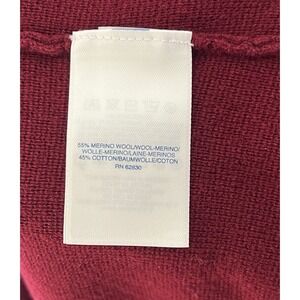 55% MERINO WOOL/WOOL-MERINO/
WOLLE-MERINO/LAINE-MERINOS
45% COTTON/BAUMWOLLE/COTON
RN 62830